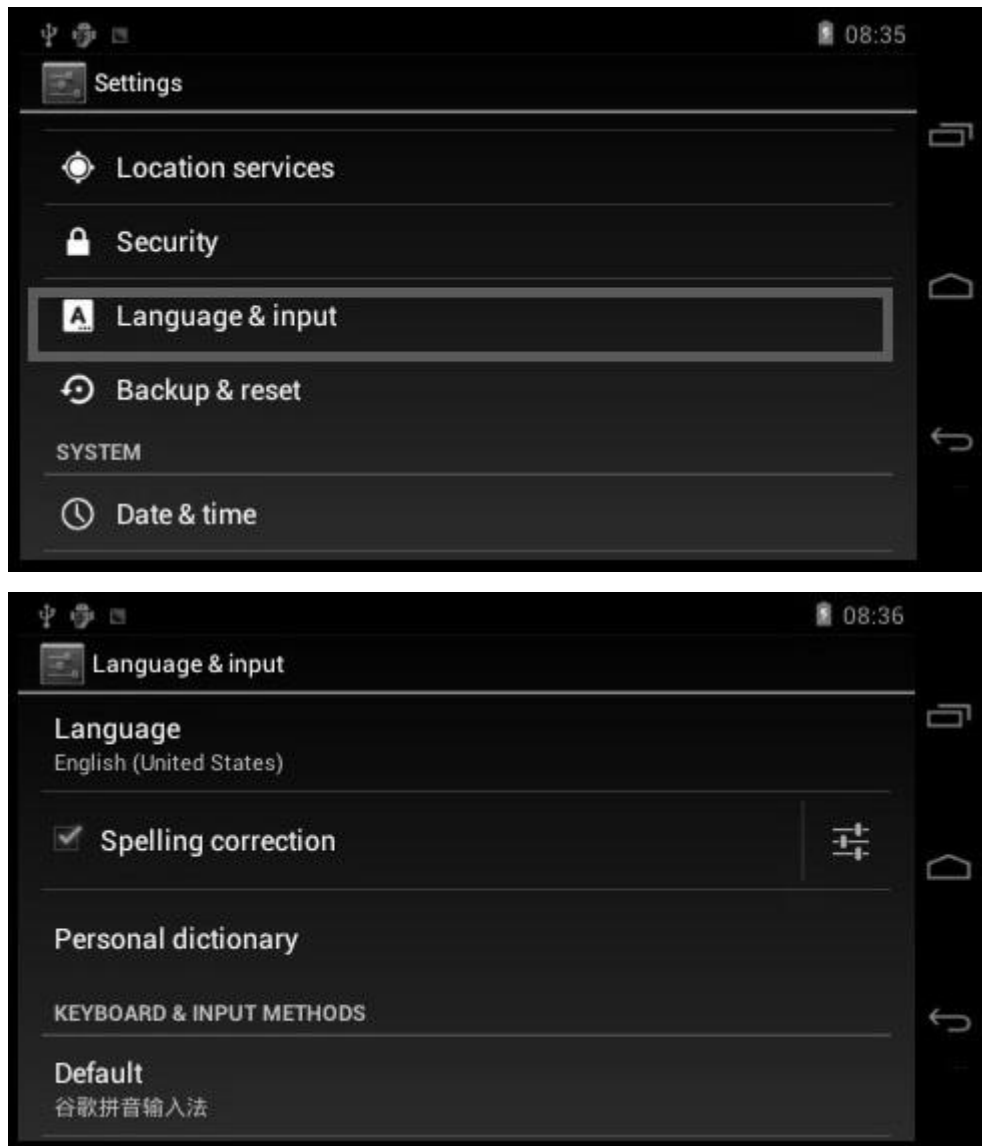 08:35
Settings
Location services
Security
Language & input
Backup & reset
SYSTEM
Date & time
08:36
Language & input
Language
English (United States)
Spelling correction
Personal dictionary
KEYBOARD & INPUT METHODS
Default
谷歌拼音输入法